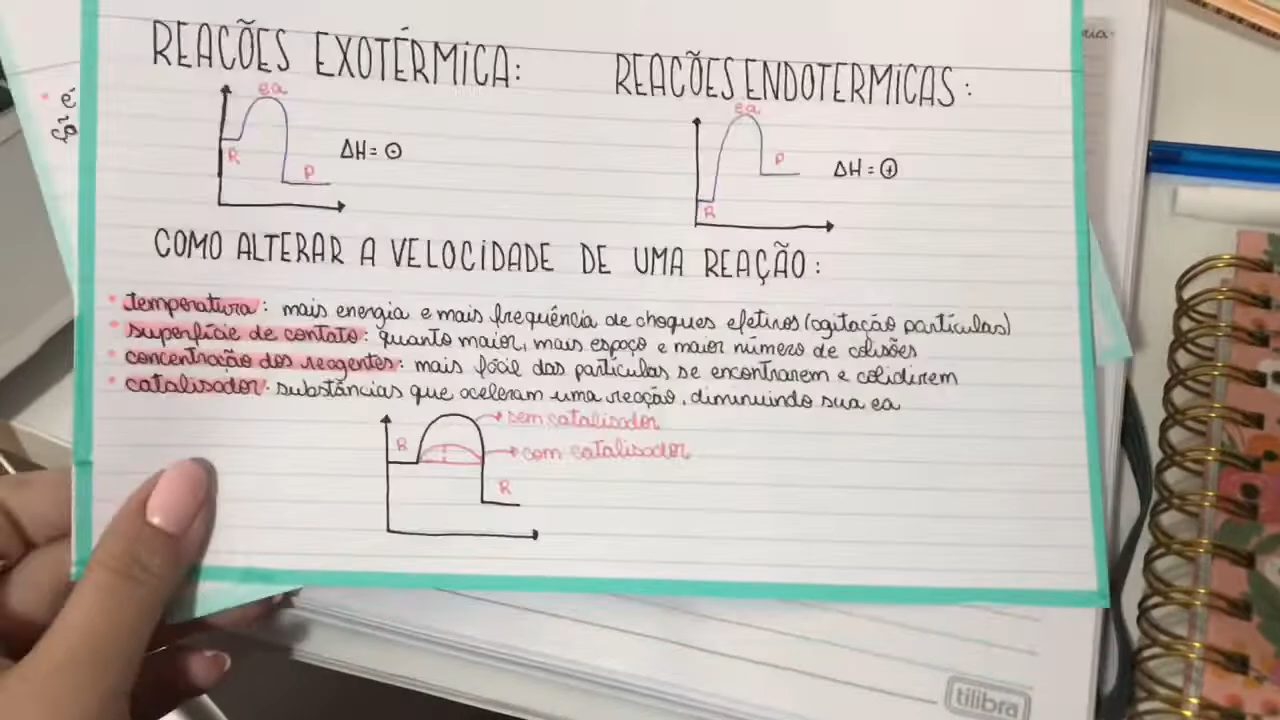 REAÇÕES EXOTÉRMICA:
REACÕES ENDOTERMICAS:
ea
R
P
ΔH = ⊖
ea
R
P
ΔH = ⊕
COMO ALTERAR A VELOCIDADE DE UMA REAÇÃO:
• temperatura: mais energia e mais frequência de choques efetivos (agitação partículas)
• superfície de contato: quanto maior, mais espaço e maior número de colisões
• concentração dos reagentes: mais fácil das partículas se encontrarem e colidirem
• catalisador: substâncias que aceleram uma reação, diminuindo sua ea
R
sem catalisador
com catalisador
R
tilibra